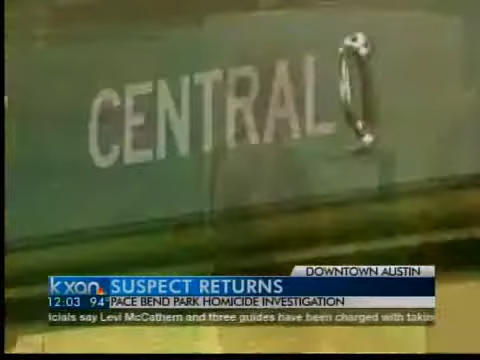 CENTRAL
DOWNTOWN AUSTIN
kxan SUSPECT RETURNS
12:03 94° PACE BEND PARK HOMICIDE INVESTIGATION
icials say Levi McCathern and three guides have been charged with takin